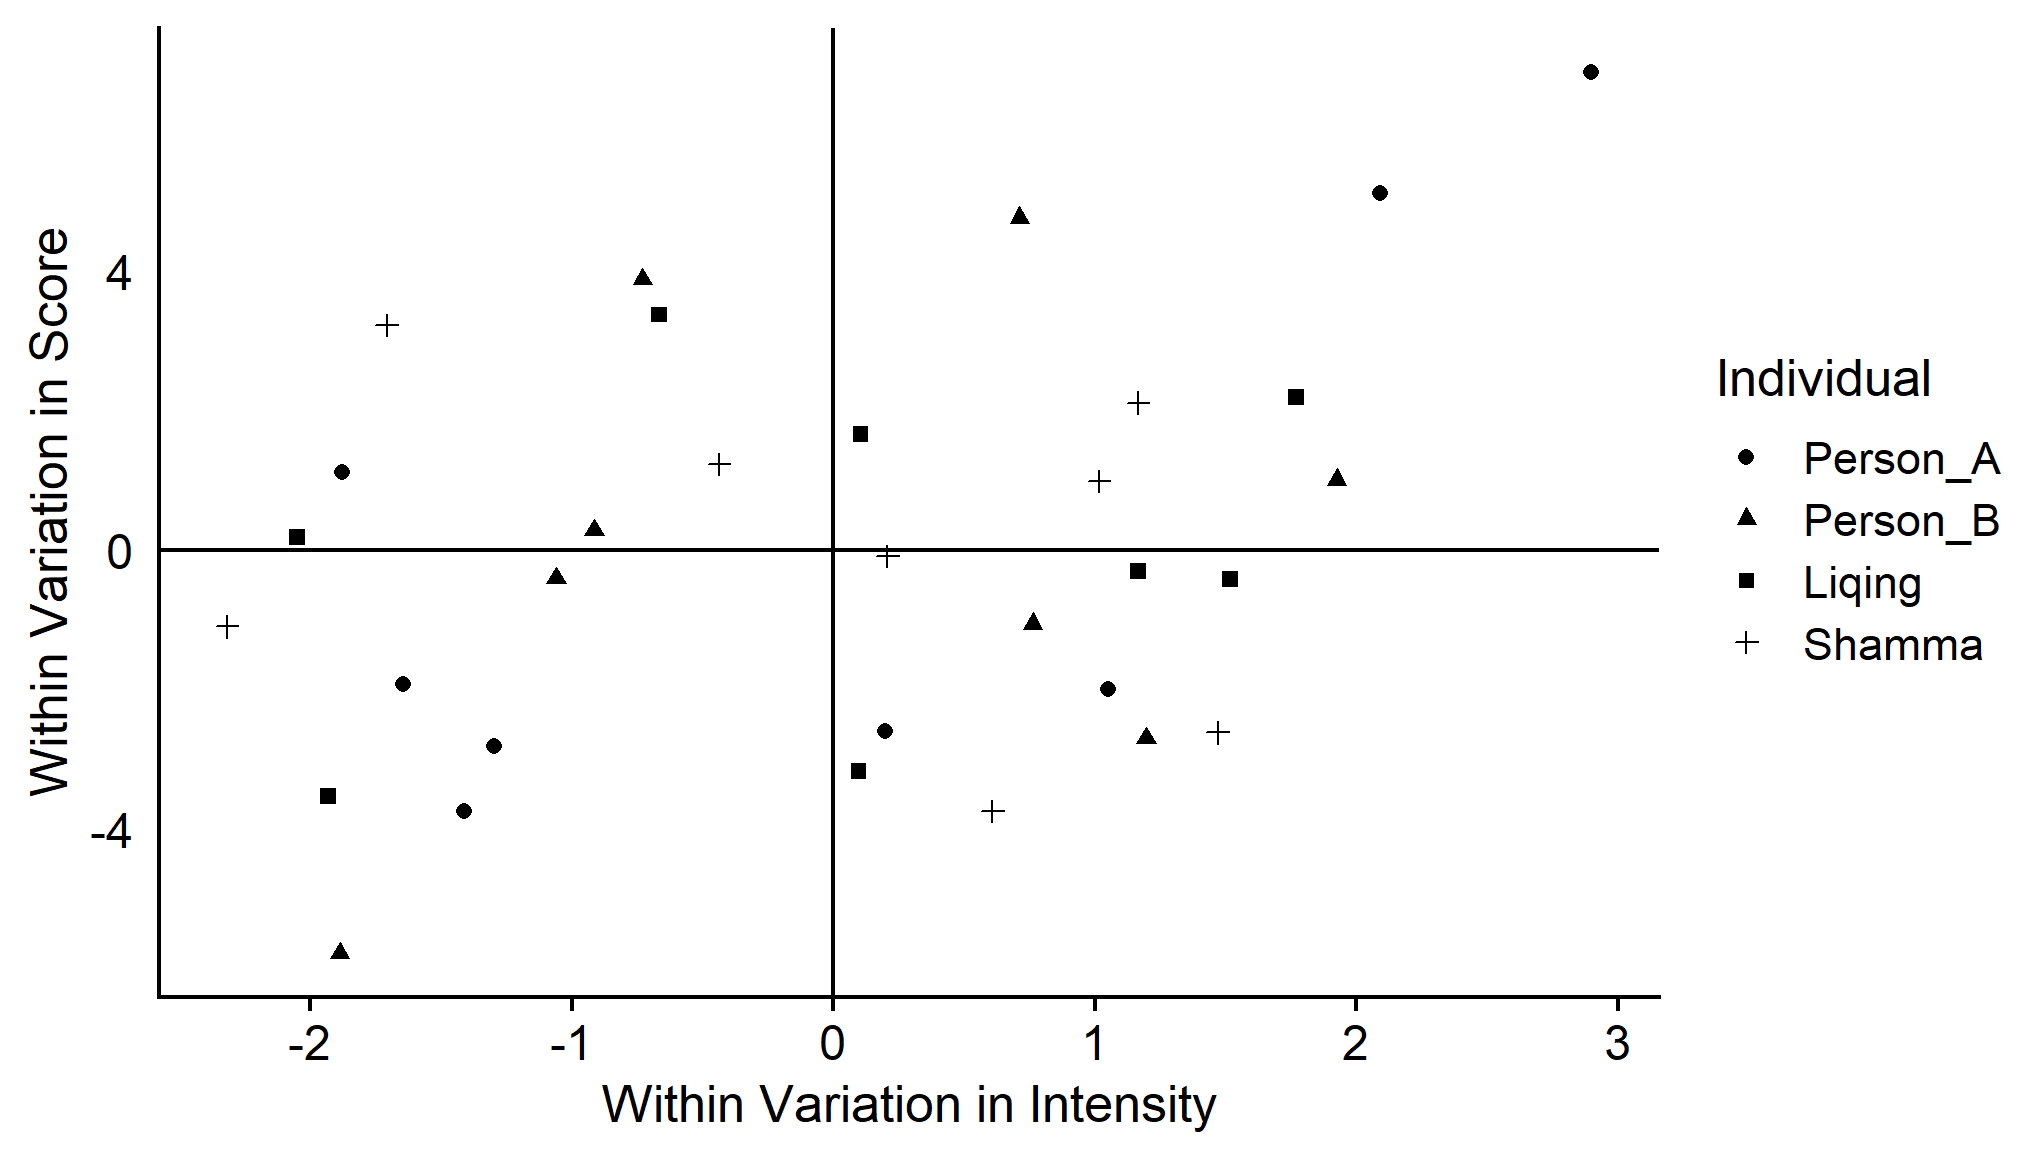 Within Variation in Score
4
0
-4
-2
-1
0
1
2
3
Within Variation in Intensity
Individual
Person_A
Person_B
Liqing
Shamma